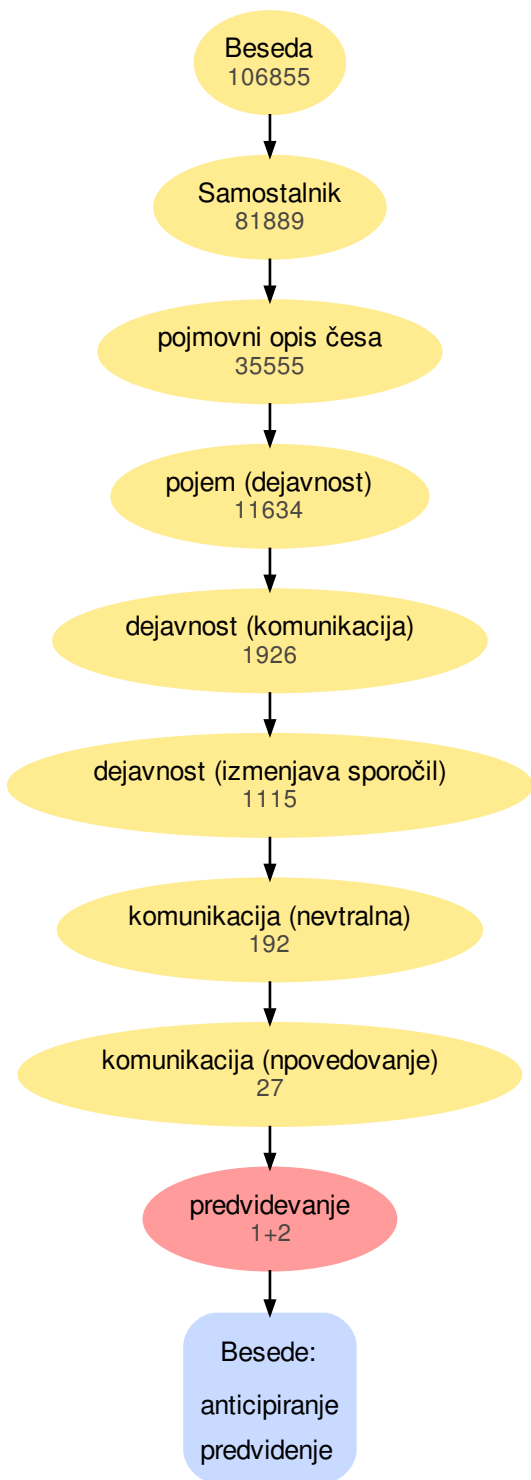 Beseda
106855
Samostalnik
81889
pojmovni opis česa
35555
pojem (dejavnost)
11634
dejavnost (komunikacija)
1926
dejavnost (izmenjava sporočil)
1115
komunikacija (nevtralna)
192
komunikacija (npovedovanje)
27
predvidevanje
1+2
Besede:
anticipiranje
predvidenje